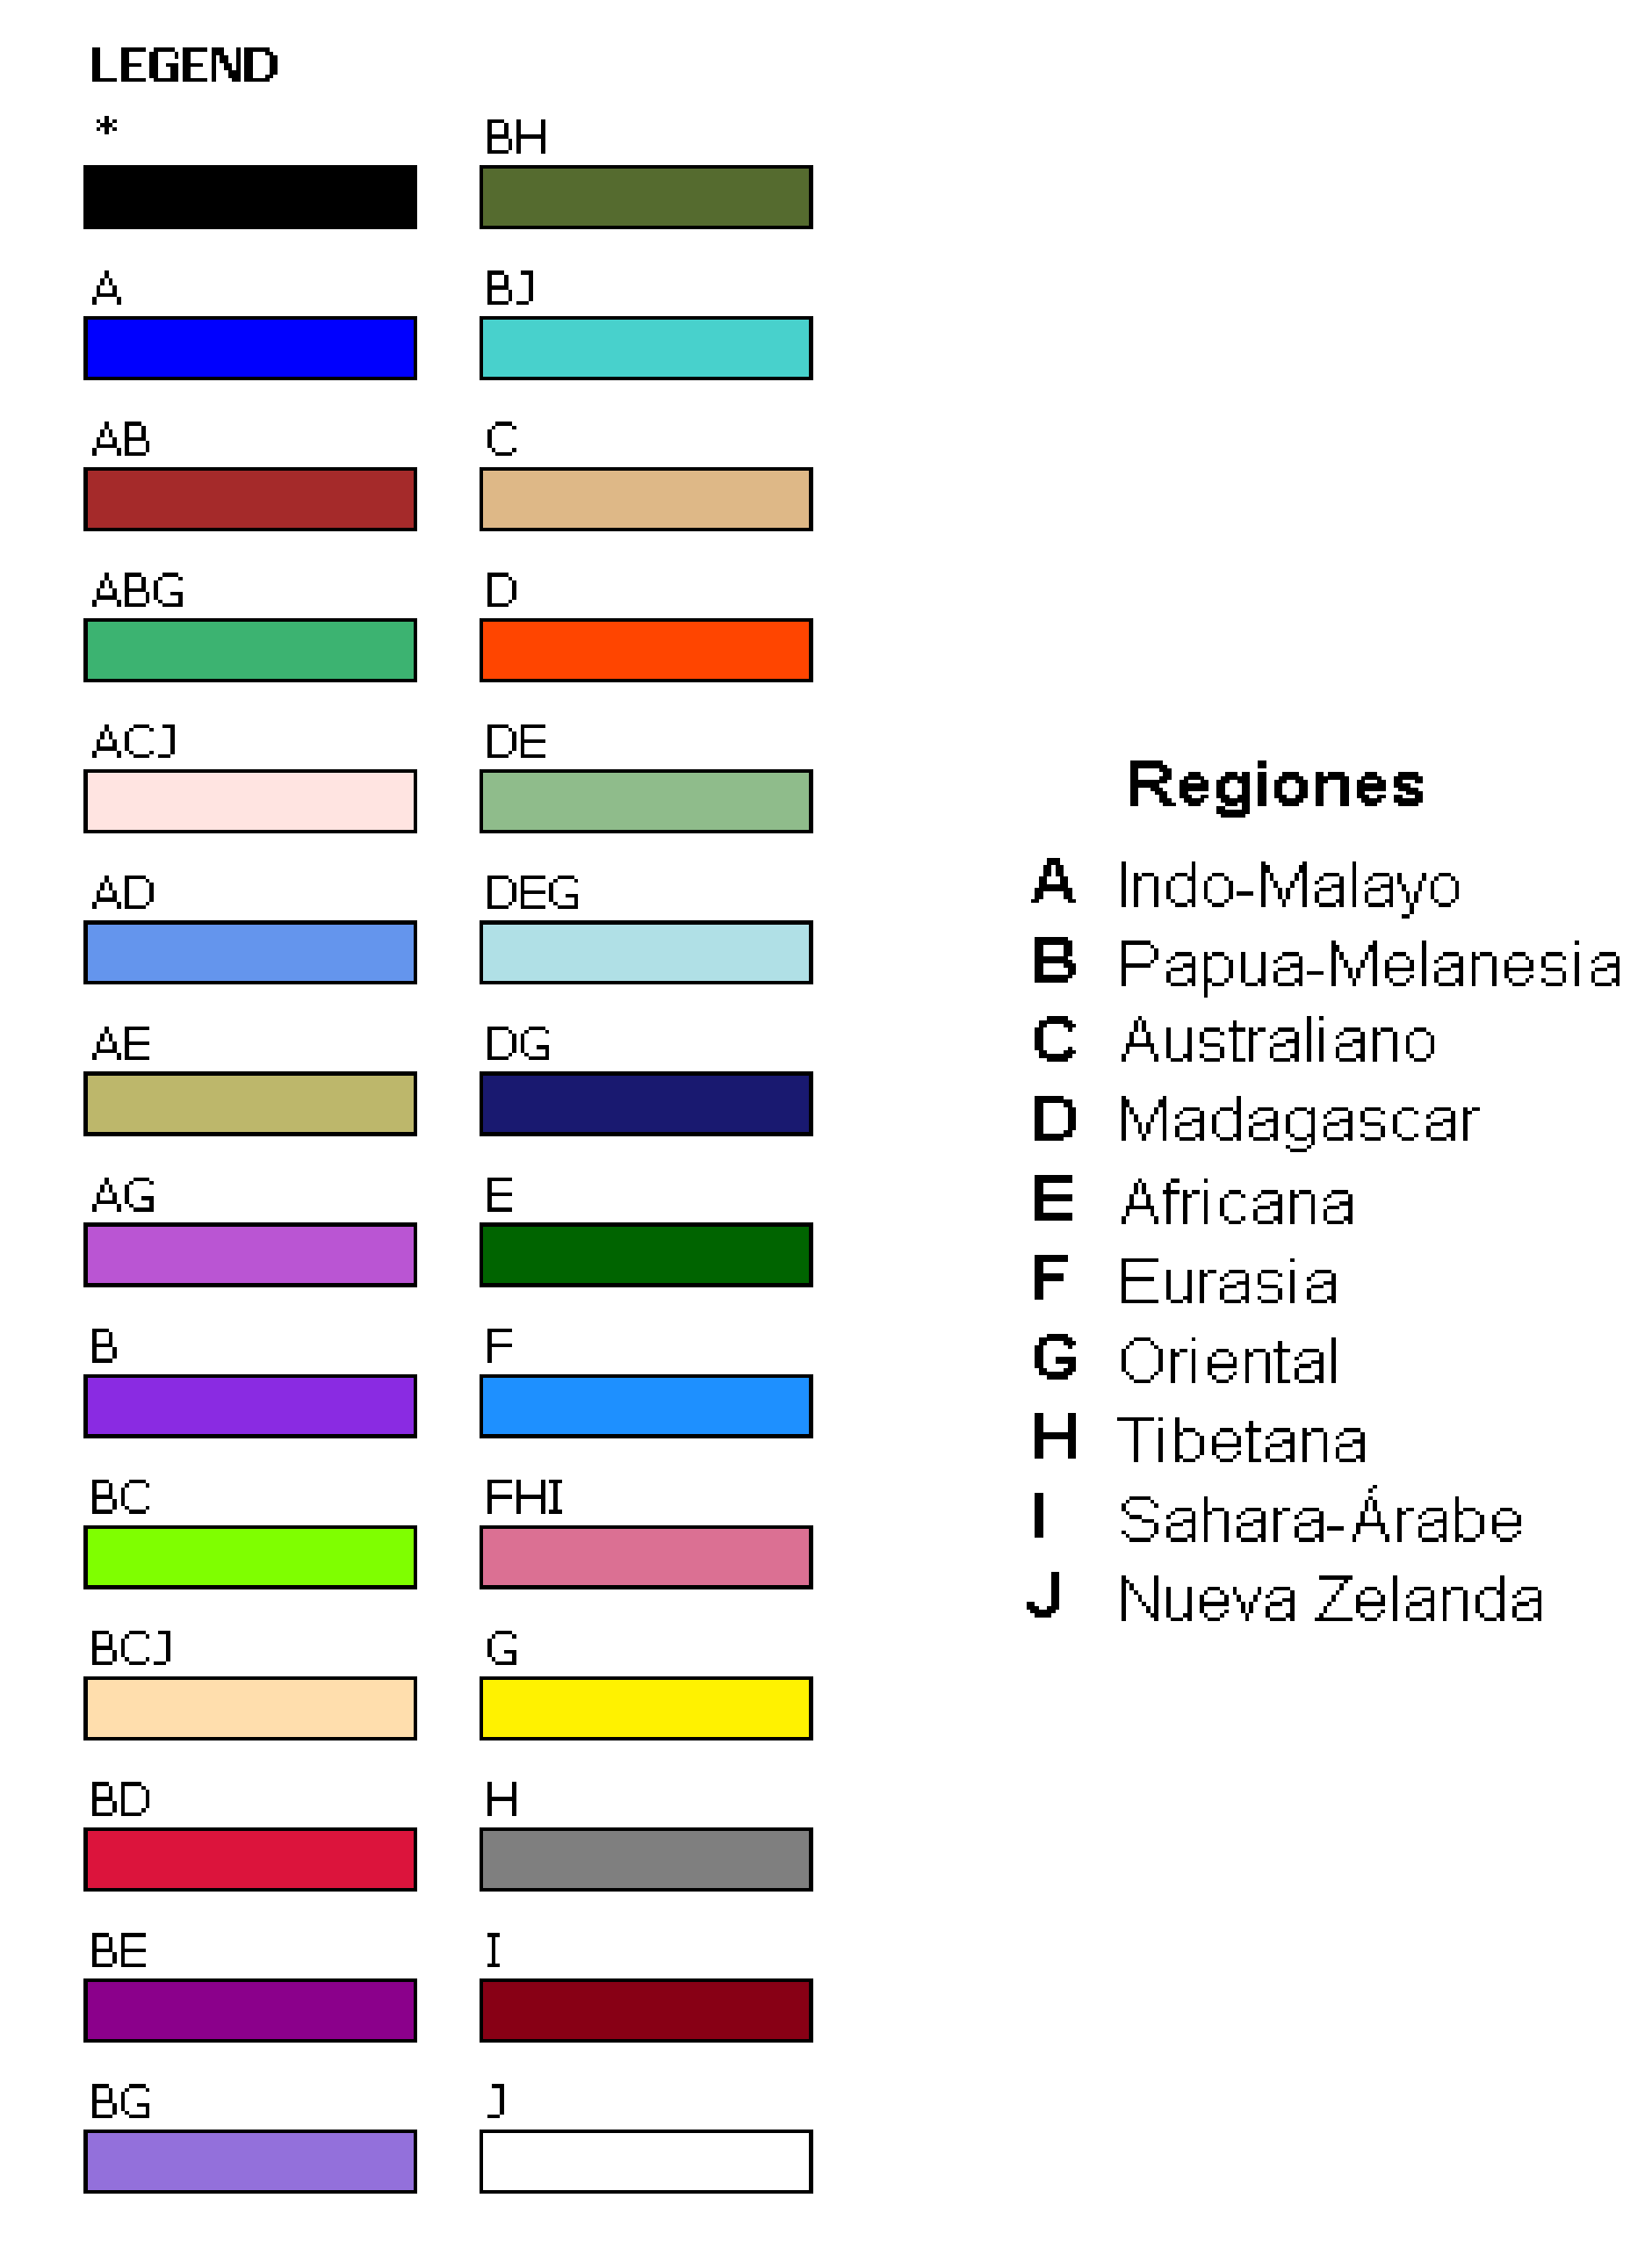 LEGEND
*
A
AB
ABG
ACJ
AD
AE
AG
B
BC
BCJ
BD
BE
BG
BH
BJ
C
D
DE
DEG
DG
E
F
FHI
G
H
I
J
Regiones
A Indo-Malayo
B Papua-Melanesia
C Australiano
D Madagascar
E Africana
F Eurasia
G Oriental
H Tibetana
I Sahara-Árabe
J Nueva Zelanda